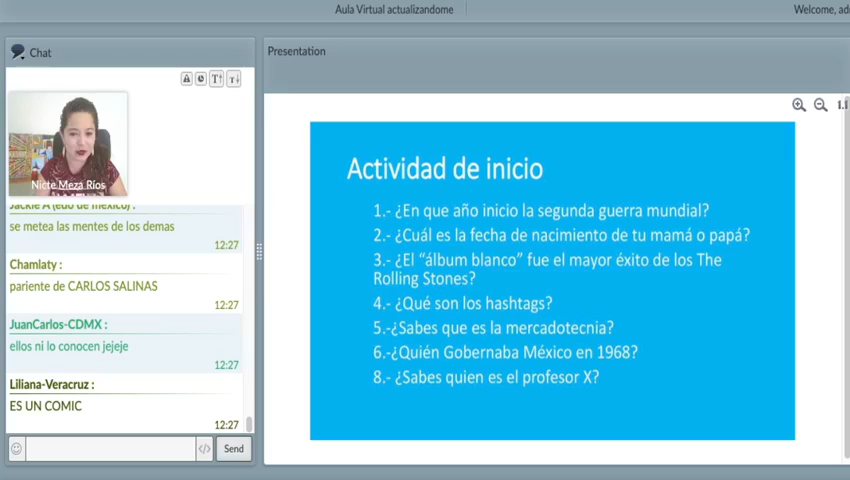 Aula Virtual actualizandome
Welcome, ad
Chat
Nicte Meza Ríos
Jackie A (edo de mexico) :
se metea las mentes de los demas
12:27
Chamlaty :
pariente de CARLOS SALINAS
12:27
JuanCarlos-CDMX :
ellos ni lo conocen jejeje
12:27
Liliana-Veracruz :
ES UN COMIC
12:27
Send
Presentation
1.1
Actividad de inicio
1.- ¿En que año inicio la segunda guerra mundial?
2.- ¿Cuál es la fecha de nacimiento de tu mamá o papá?
3.- ¿El “álbum blanco” fue el mayor éxito de los The
Rolling Stones?
4.- ¿Qué son los hashtags?
5.-¿Sabes que es la mercadotecnia?
6.-¿Quién Gobernaba México en 1968?
8.- ¿Sabes quien es el profesor X?